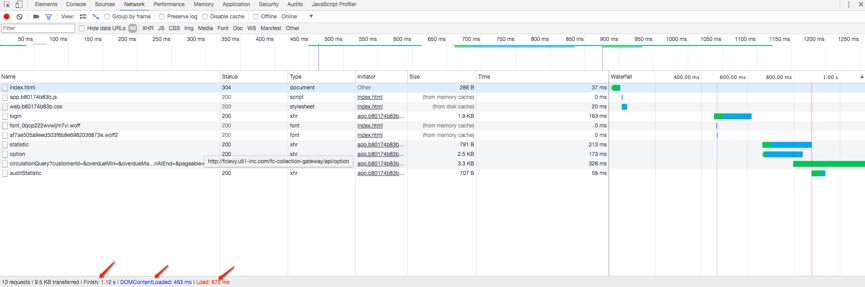 Elements Console Sources Network Performance Memory Application Security Audits JavaScript Profiler
View: Group by frame Preserve log Disable cache Offline Online
Filter Hide data URLs All XHR JS CSS Img Media Font Doc WS Manifest Other
50 ms 100 ms 150 ms 200 ms 250 ms 300 ms 350 ms 400 ms 450 ms 500 ms 550 ms 600 ms 650 ms 700 ms 750 ms 800 ms 850 ms 900 ms 950 ms 1000 ms 1050 ms 1100 ms 1150 ms 1200 ms 1250 ms
Name Status Type Initiator Size Time Waterfall 400.00 ms 600.00 ms 800.00 ms 1.00 s
index.html 304 document Other 286 B 37 ms
app.b80174b83b.js 200 script index.html (from memory cache) 0 ms
web.b80174b83b.css 200 stylesheet index.html (from disk cache) 20 ms
login 200 xhr app.b80174b83b... 1.9 KB 163 ms
font_0qcp222wvwijm7vi.woff 200 font index.html (from memory cache) 0 ms
af7ae505a9eed503f8b8e6982036873e.woff2 200 font index.html (from memory cache) 0 ms
statistic 200 xhr app.b80174b83b... 791 B 213 ms
option 200 xhr app.b80174b83b... 2.5 KB 173 ms
circulationQuery?customerId=&overdueMin=&overdueMa...nAtEnd=&pageable= http://fcievy.u51-inc.com/fc-collection-gateway/api/option app.b80174b83b... 3.3 KB 328 ms
auditStatistic 200 xhr app.b80174b83b... 707 B 58 ms
10 requests | 9.5 KB transferred | Finish: 1.12 s | DOMContentLoaded: 463 ms | Load: 875 ms